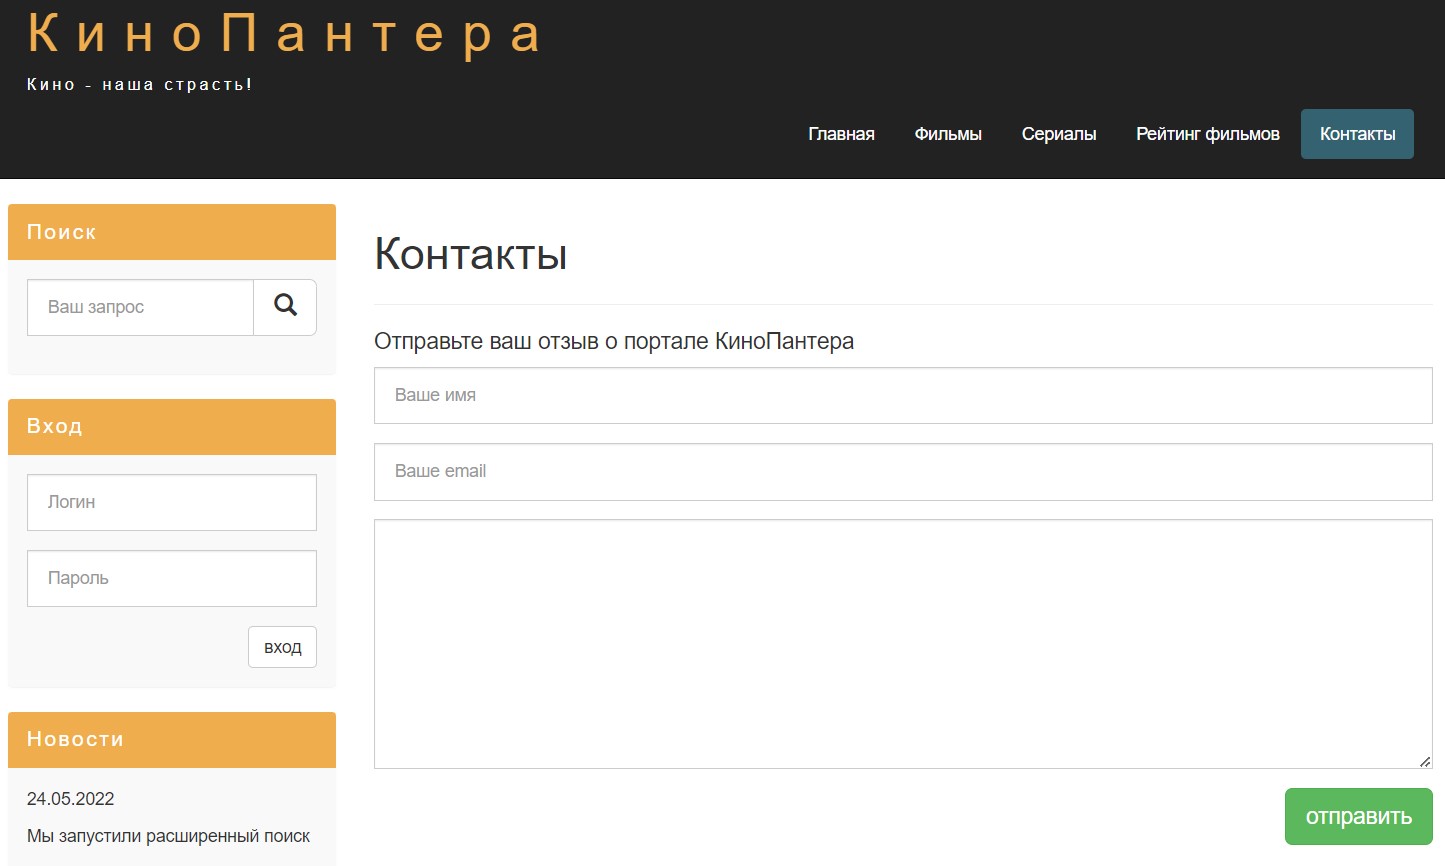 КиноПантера
Кино - наша страсть!
Главная Фильмы Сериалы Рейтинг фильмов Контакты
Поиск
Ваш запрос
Вход
Логин
Пароль
вход
Новости
24.05.2022
Мы запустили расширенный поиск
Контакты
Отправьте ваш отзыв о портале КиноПантера
Ваше имя
Ваше email
отправить